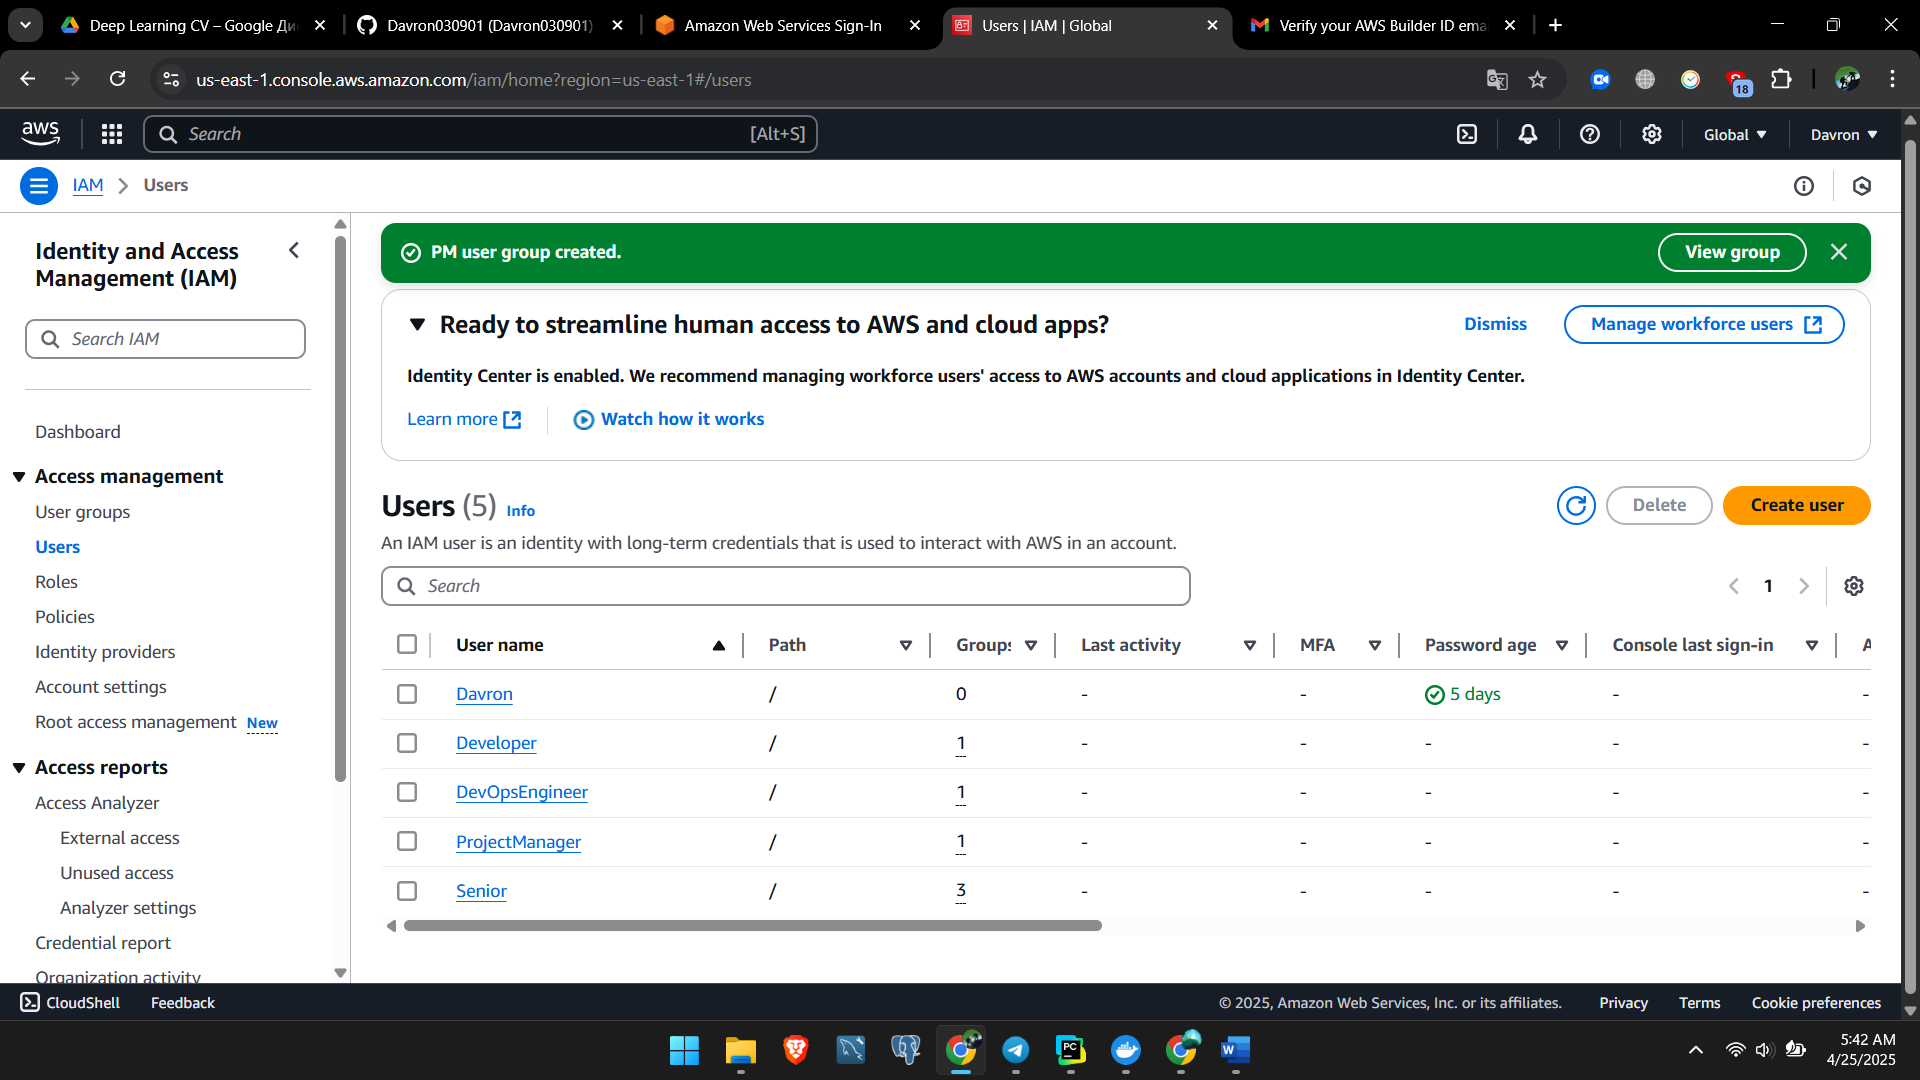 Deep Learning CV – Google Ди
Davron030901 (Davron030901)
Amazon Web Services Sign-In
Users | IAM | Global
Verify your AWS Builder ID ema
us-east-1.console.aws.amazon.com/iam/home?region=us-east-1#/users
18
aws
Search
[Alt+S]
Global
Davron
IAM
Users
Identity and Access Management (IAM)
Search IAM
Dashboard
Access management
User groups
Users
Roles
Policies
Identity providers
Account settings
Root access management New
Access reports
Access Analyzer
External access
Unused access
Analyzer settings
Credential report
Organization activity
PM user group created.
View group
Ready to streamline human access to AWS and cloud apps?
Dismiss
Manage workforce users
Identity Center is enabled. We recommend managing workforce users' access to AWS accounts and cloud applications in Identity Center.
Learn more
Watch how it works
Users (5) Info
Delete
Create user
An IAM user is an identity with long-term credentials that is used to interact with AWS in an account.
Search
1
User name Path Groups Last activity MFA Password age Console last sign-in A
Davron / 0 - - 5 days - -
Developer / 1 - - - - -
DevOpsEngineer / 1 - - - - -
ProjectManager / 1 - - - - -
Senior / 3 - - - - -
CloudShell
Feedback
© 2025, Amazon Web Services, Inc. or its affiliates.
Privacy
Terms
Cookie preferences
PC
W
5:42 AM
4/25/2025